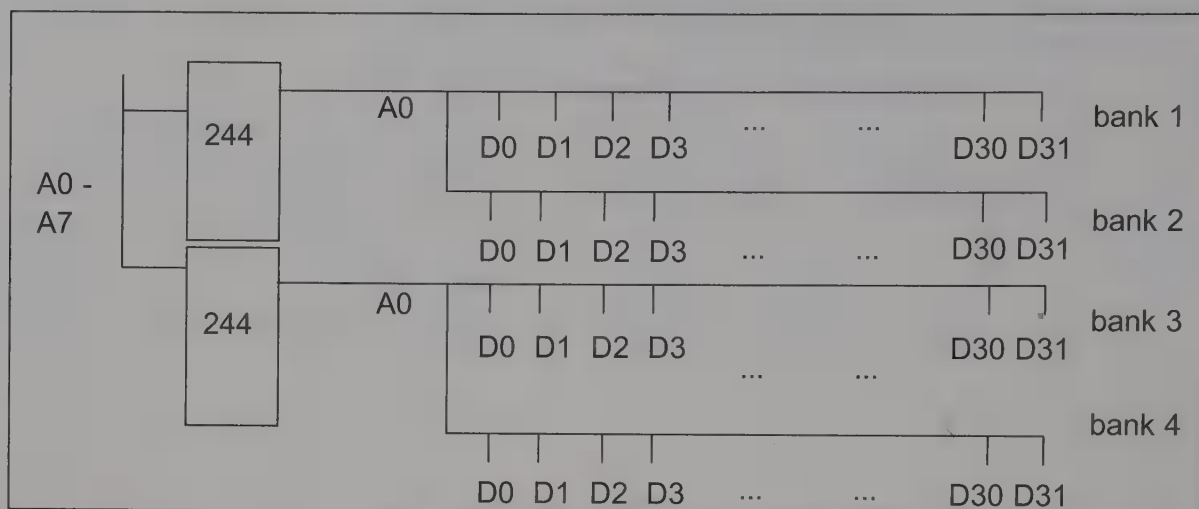 A0 bank 1
244 D0 D1 D2 D3 ... ... D30 D31
A0 -
A7 bank 2
D0 D1 D2 D3 ... ... D30 D31
A0 bank 3
244 D0 D1 D2 D3 ... ... D30 D31
bank 4
D0 D1 D2 D3 ... ... D30 D31